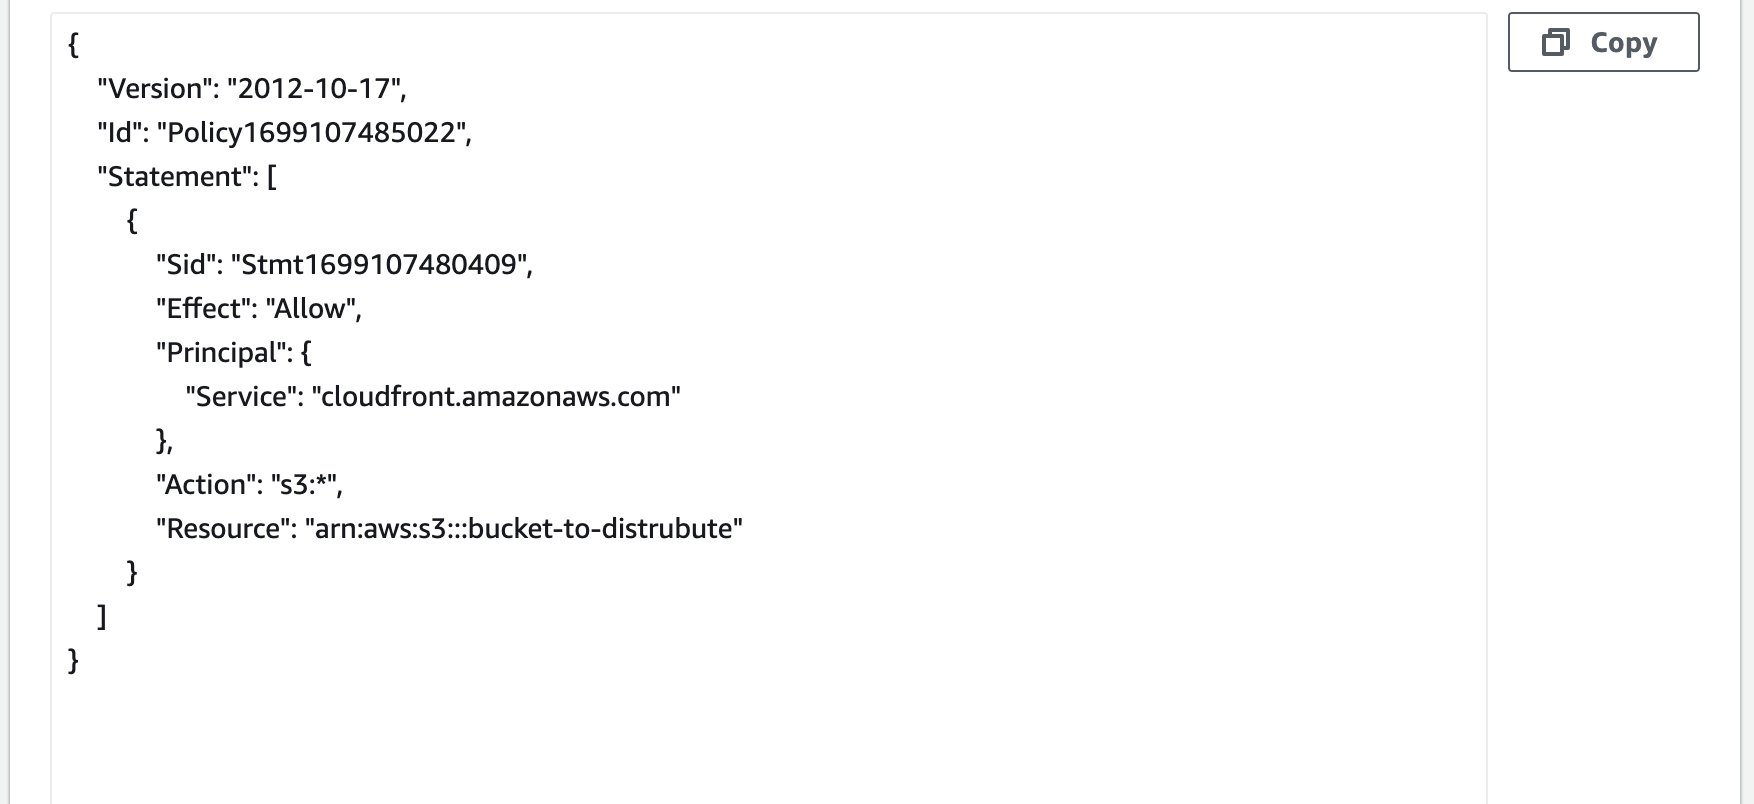 {
"Version": "2012-10-17",
"Id": "Policy1699107485022",
"Statement": [
{
"Sid": "Stmt1699107480409",
"Effect": "Allow",
"Principal": {
"Service": "cloudfront.amazonaws.com"
},
"Action": "s3:*",
"Resource": "arn:aws:s3:::bucket-to-distrubute"
}
]
}
Copy